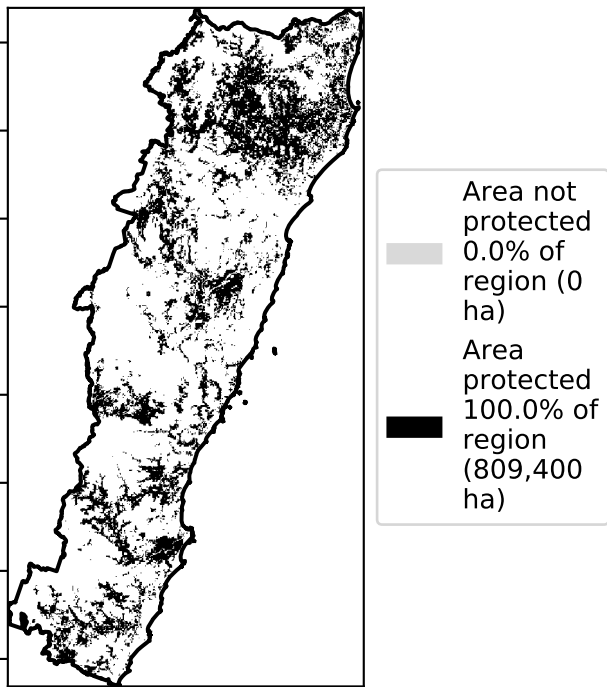 Area not
protected
0.0% of
region (0
ha)
Area
protected
100.0% of
region
(809,400
ha)